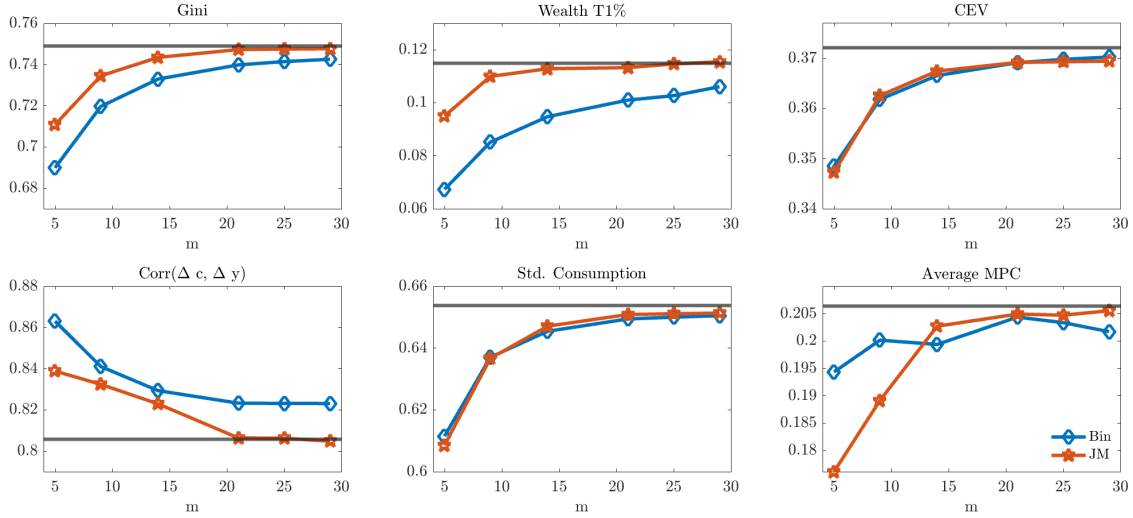 Gini
0.76
0.74
0.72
0.7
0.68
5 10 15 20 25 30
m
Wealth T1%
0.12
0.1
0.08
0.06
5 10 15 20 25 30
m
CEV
0.37
0.36
0.35
0.34
5 10 15 20 25 30
m
Corr(Δ c, Δ y)
0.88
0.86
0.84
0.82
0.8
5 10 15 20 25 30
m
Std. Consumption
0.66
0.64
0.62
0.6
5 10 15 20 25 30
m
Average MPC
0.205
0.2
0.195
0.19
0.185
0.18
5 10 15 20 25 30
m
Bin
JM